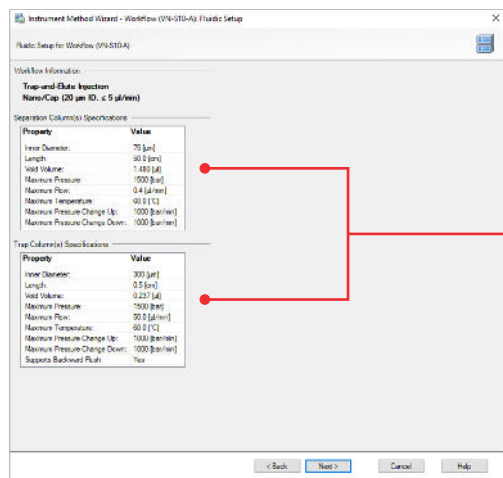 Instrument Method Wizard - Workflow (VN-S10-A): Fluidic Setup
Fluidic Setup for Workflow (VN-S10-A)
Workflow Information
Trap-and-Elute Injection
Nano/Cap (20 µm ID. ≤ 5 µl/min)
Separation Column(s) Specifications
Property Value
Inner Diameter: 75 [µm]
Length: 50.0 [cm]
Void Volume: 1.480 [µl]
Maximum Pressure: 1500 [bar]
Maximum Flow: 0.4 [µl/min]
Maximum Temperature: 60.0 [°C]
Maximum Pressure Change Up: 1000 [bar/min]
Maximum Pressure Change Down: 1000 [bar/min]
Trap Column(s) Specifications
Property Value
Inner Diameter: 300 [µm]
Length: 0.5 [cm]
Void Volume: 0.237 [µl]
Maximum Pressure: 1500 [bar]
Maximum Flow: 50.0 [µl/min]
Maximum Temperature: 60.0 [°C]
Maximum Pressure Change Up: 1000 [bar/min]
Maximum Pressure Change Down: 1000 [bar/min]
Supports Backward Flush Yes
< Back Next > Cancel Help